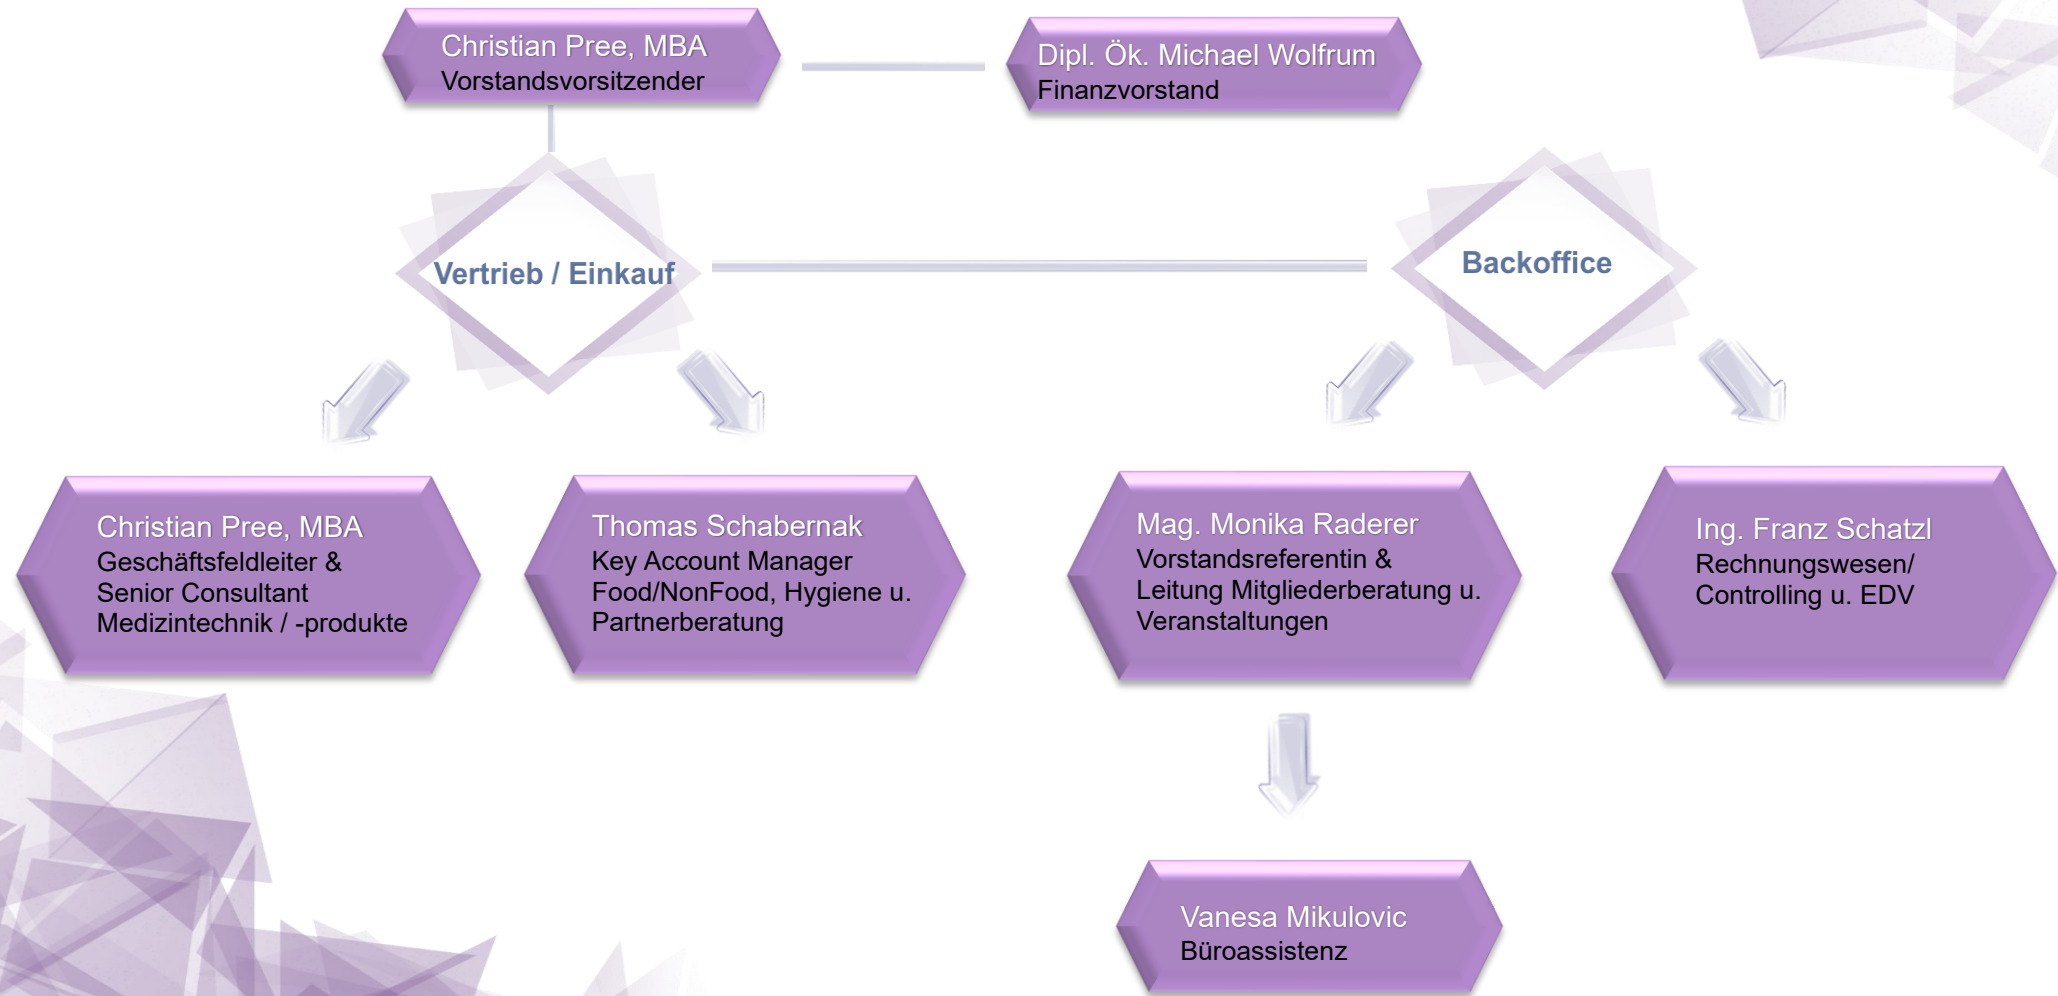 Christian Pree, MBA
Vorstandsvorsitzender
Dipl. Ök. Michael Wolfrum
Finanzvorstand
Vertrieb / Einkauf
Backoffice
Christian Pree, MBA
Geschäftsfeldleiter &
Senior Consultant
Medizintechnik / -produkte
Thomas Schabernak
Key Account Manager
Food/NonFood, Hygiene u.
Partnerberatung
Mag. Monika Raderer
Vorstandsreferentin &
Leitung Mitgliederberatung u.
Veranstaltungen
Ing. Franz Schatzl
Rechnungswesen/
Controlling u. EDV
Vanesa Mikulovic
Büroassistenz